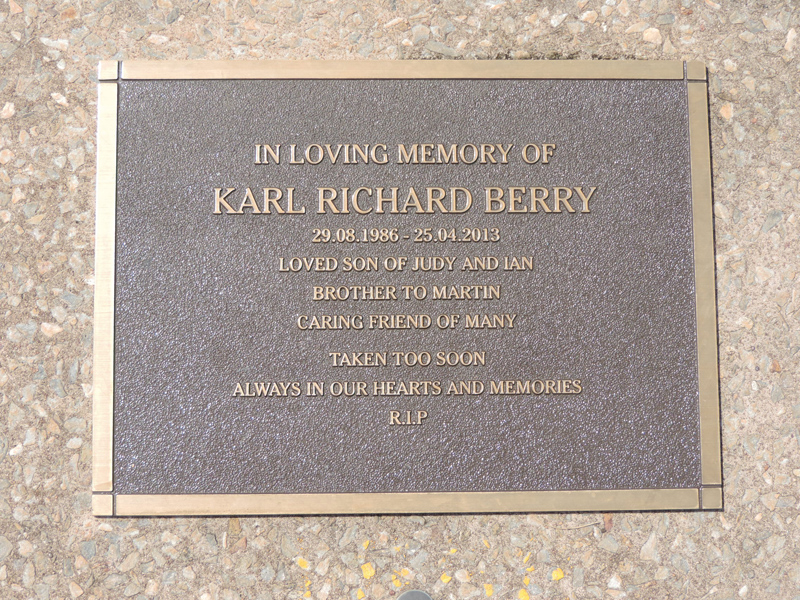 IN LOVING MEMORY OF
KARL RICHARD BERRY
29.08.1986 - 25.04.2013
LOVED SON OF JUDY AND IAN
BROTHER TO MARTIN
CARING FRIEND OF MANY
TAKEN TOO SOON
ALWAYS IN OUR HEARTS AND MEMORIES
R.I.P